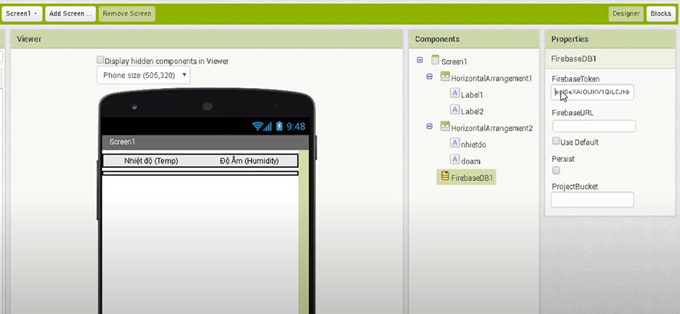 Screen1
Add Screen ...
Remove Screen
Designer
Blocks
Viewer
Display hidden components in Viewer
Phone size (505,320)
9:48
Screen1
Nhiệt độ (Temp)
Độ Ẩm (Humidity)
Components
Screen1
HorizontalArrangement1
Label1
Label2
HorizontalArrangement2
nhietdo
doam
FirebaseDB1
Properties
FirebaseDB1
FirebaseToken
FirebaseURL
Use Default
Persist
ProjectBucket